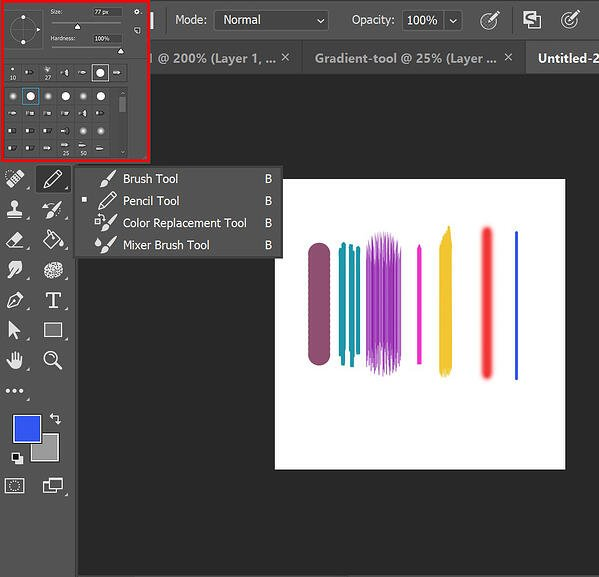 Size: 77 px
Mode: Normal Opacity: 100%
Hardness: 100%
@ 200% (Layer 1, ... × Gradient-tool @ 25% (Layer ... × Untitled-2
10 27
25 50
Brush Tool B
Pencil Tool B
Color Replacement Tool B
Mixer Brush Tool B
T